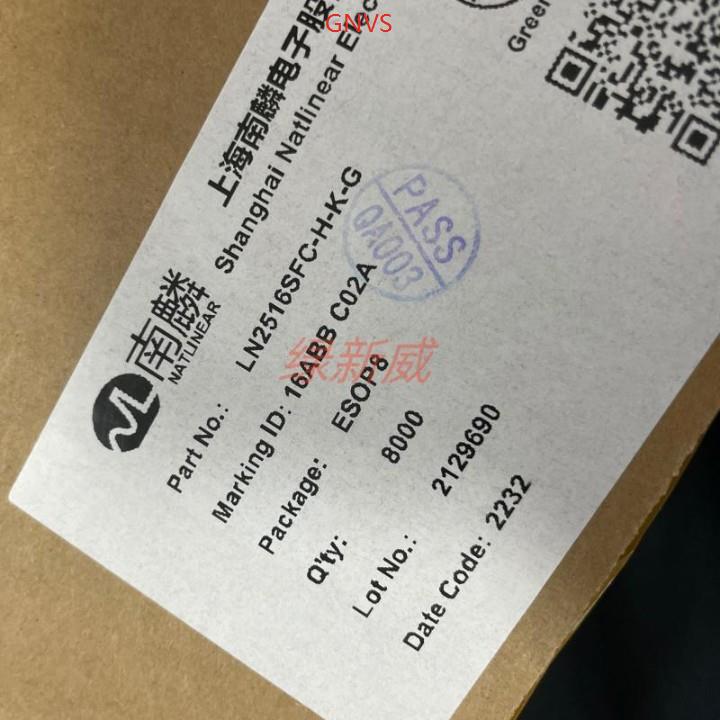 GNVS
上海南麟电子股
Shanghai Natlinear Elec
Green
南麟
NATLINEAR
Part No.: LN2516SFC-H-K-G
Marking ID: 16ABB C02A
Package: ESOP8
Q'ty: 8000
Lot No.: 2129690
Date Code: 2232
PASS
QA003
绿新威